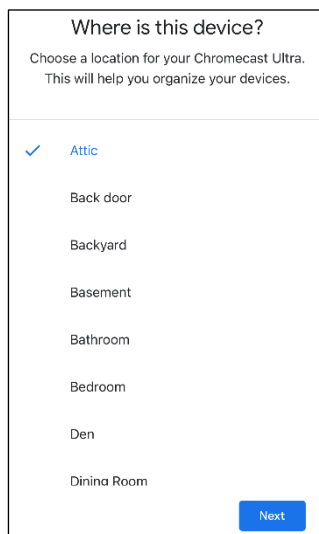 Where is this device?
Choose a location for your Chromecast Ultra.
This will help you organize your devices.
Attic
Back door
Backyard
Basement
Bathroom
Bedroom
Den
Dining Room
Next